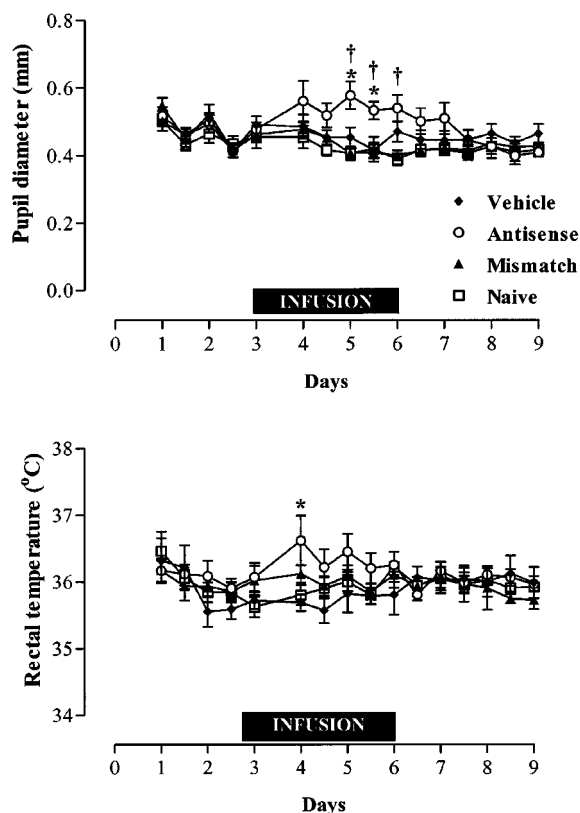 0.8
0.6
0.4
0.2
0.0
Pupil diameter (mm)
† † †
* *
Vehicle
Antisense
Mismatch
Naive
INFUSION
0 1 2 3 4 5 6 7 8 9
Days
38
37
36
35
34
Rectal temperature (°C)
*
INFUSION
0 1 2 3 4 5 6 7 8 9
Days